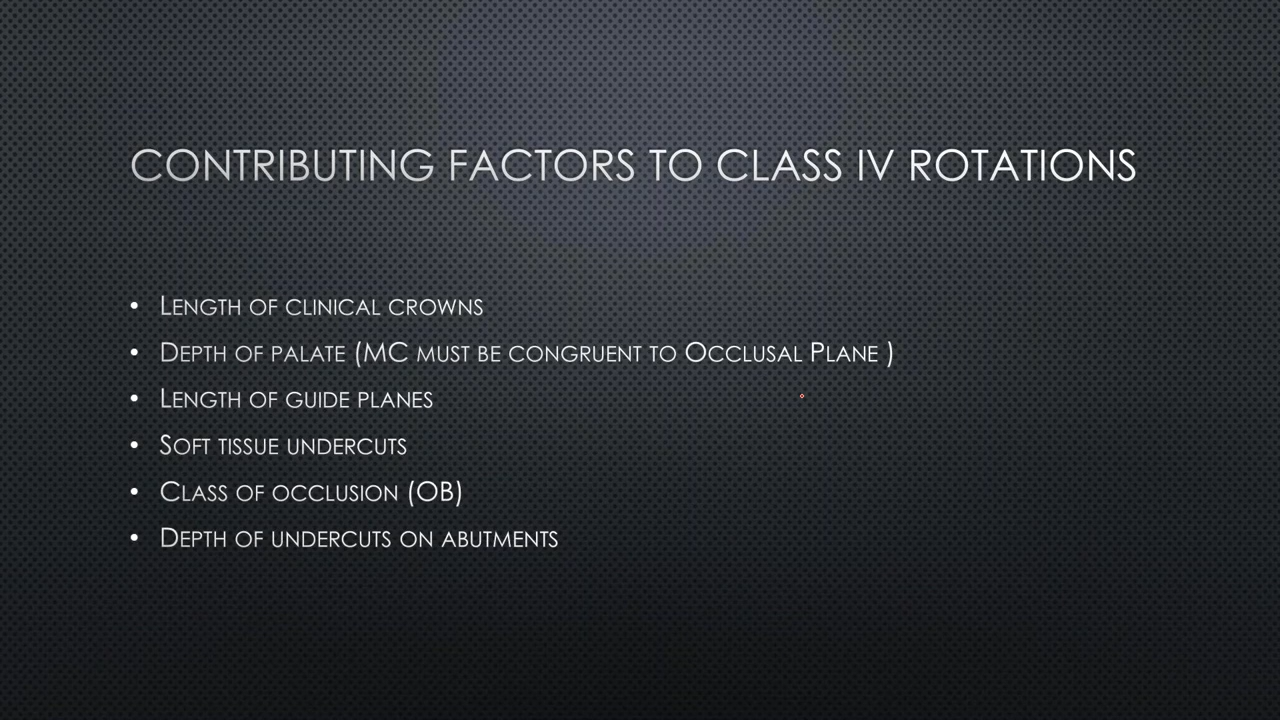 CONTRIBUTING FACTORS TO CLASS IV ROTATIONS
• LENGTH OF CLINICAL CROWNS
• DEPTH OF PALATE (MC MUST BE CONGRUENT TO OCCLUSAL PLANE )
• LENGTH OF GUIDE PLANES
• SOFT TISSUE UNDERCUTS
• CLASS OF OCCLUSION (OB)
• DEPTH OF UNDERCUTS ON ABUTMENTS